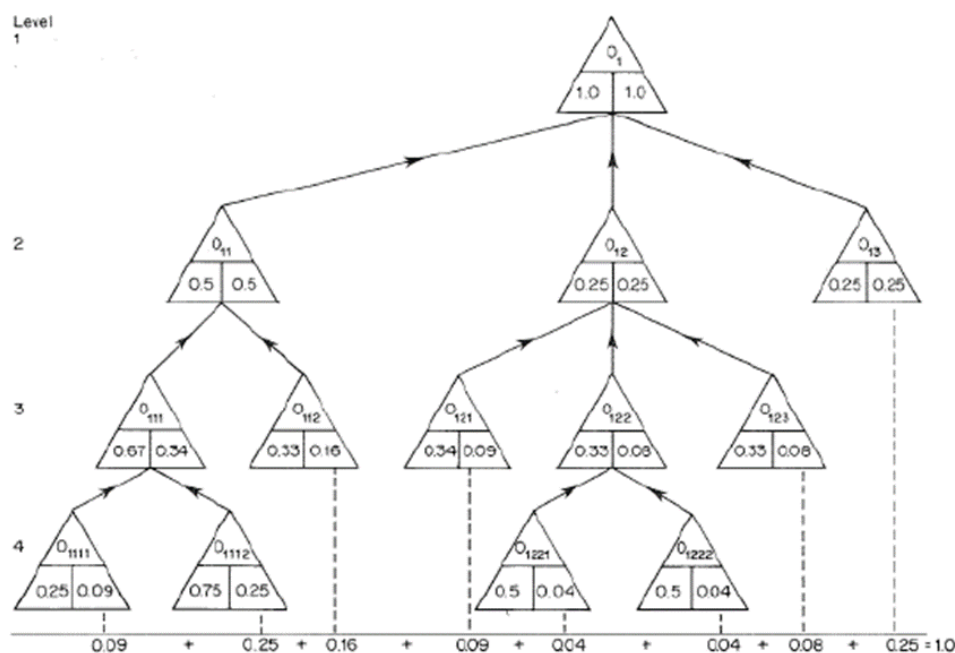 Level
1
O₁
1.0 1.0
2
O₁₁ O₁₂ O₁₃
0.5 0.5 0.25 0.25 0.25 0.25
3
O₁₁₁ O₁₁₂ O₁₂₁ O₁₂₂ O₁₂₃
0.67 0.34 0.33 0.16 0.34 0.09 0.33 0.08 0.33 0.08
4
O₁₁₁₁ O₁₁₁₂ O₁₂₂₁ O₁₂₂₂
0.25 0.09 0.75 0.25 0.5 0.04 0.5 0.04
0.09 + 0.25 + 0.16 + 0.09 + 0.04 + 0.04 + 0.08 + 0.25 = 1.0